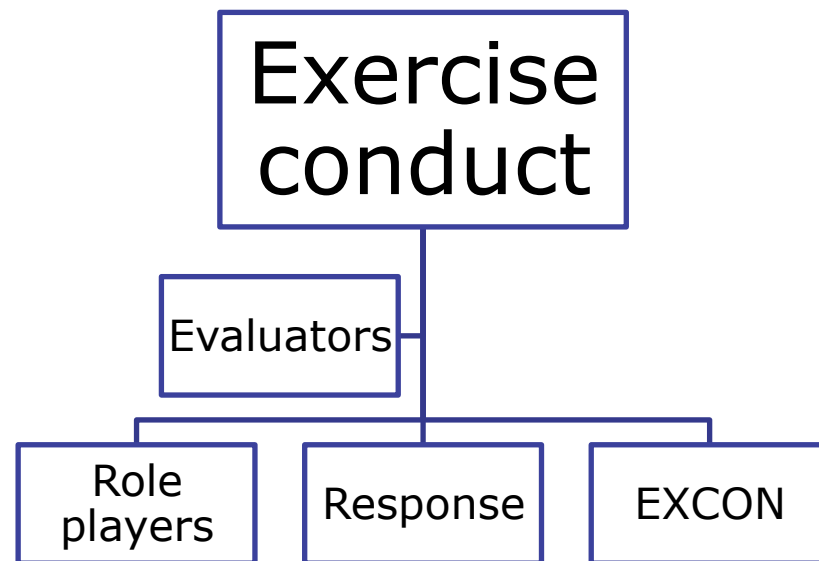 Exercise
conduct
Evaluators
Role
players
Response
EXCON